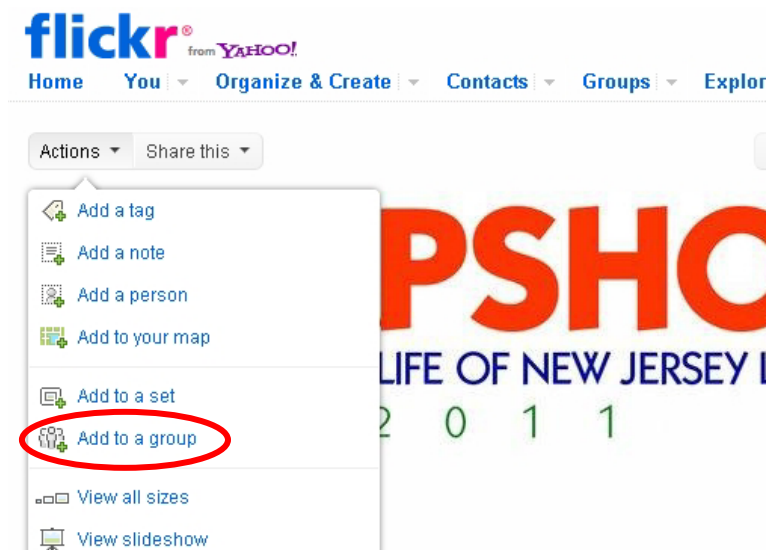 flickr® from YAHOO!
Home You Organize & Create Contacts Groups Explor
Actions Share this
Add a tag
Add a note
Add a person
Add to your map
Add to a set
Add to a group
View all sizes
View slideshow
PSHO
LIFE OF NEW JERSEY L
2 0 1 1